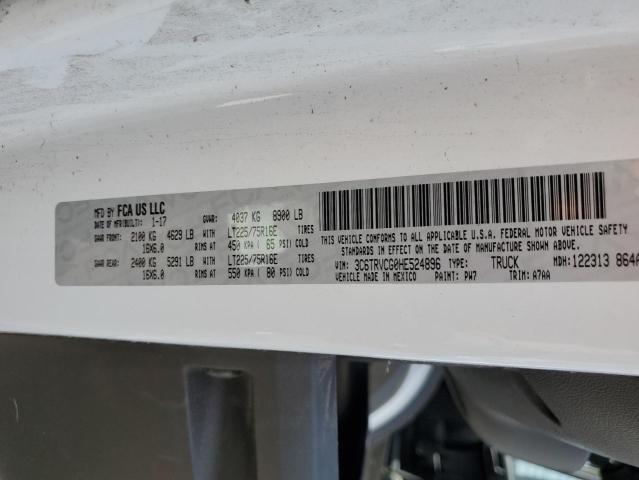 MFD BY FCA US LLC
DATE OF MFR(BUILT): 1-17 GVWR: 4037 KG 8900 LB
GAWR FRONT: 2100 KG 4629 LB LT225/75R16E TIRES
16X6.0 RIMS AT 450 KPA ( 65 PSI) COLD
GAWR REAR: 2400 KG 5291 LB LT225/75R16E TIRES
16X6.0 RIMS AT 550 KPA ( 80 PSI) COLD
THIS VEHICLE CONFORMS TO ALL APPLICABLE U.S.A. FEDERAL MOTOR VEHICLE SAFETY
STANDARDS IN EFFECT ON THE DATE OF MANUFACTURE SHOWN ABOVE.
VIN: 3C6TRVCG0HE524896 TYPE: TRUCK MDH: 122313 864A
VEHICLE MADE IN MEXICO PAINT: PW7 TRIM: A7AA